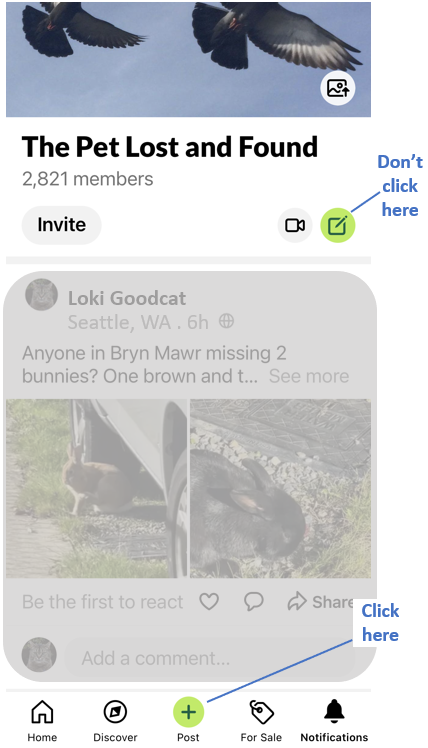 The Pet Lost and Found
2,821 members
Don't
click
here
Invite
Loki Goodcat
Seattle, WA . 6h
Anyone in Bryn Mawr missing 2
bunnies? One brown and t... See more
Be the first to react
Share
Click
here
Add a comment...
Home
Discover
Post
For Sale
Notifications